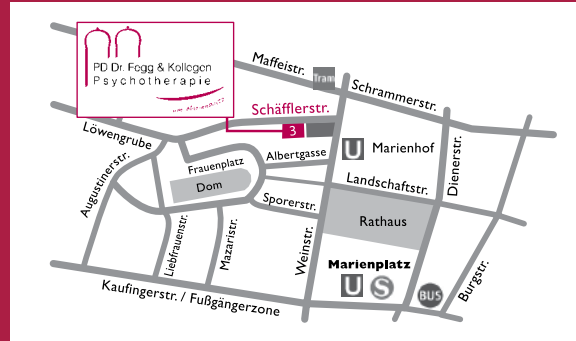 PD Dr. Fegg & Kollegen
Psychotherapie
Maffeistr.
Tram
Schrammerstr.
Schäfflerstr.
3
Löwengrube
Augustinerstr.
Frauenplatz
Dom
Albertgasse
U
Marienhof
Dienerstr.
Landschaftstr.
Sporerstr.
Rathaus
Liebfrauenstr.
Mazaristr.
Weinstr.
Marienplatz
U
S
BUS
Burgstr.
Kaufingerstr. / Fußgängerzone